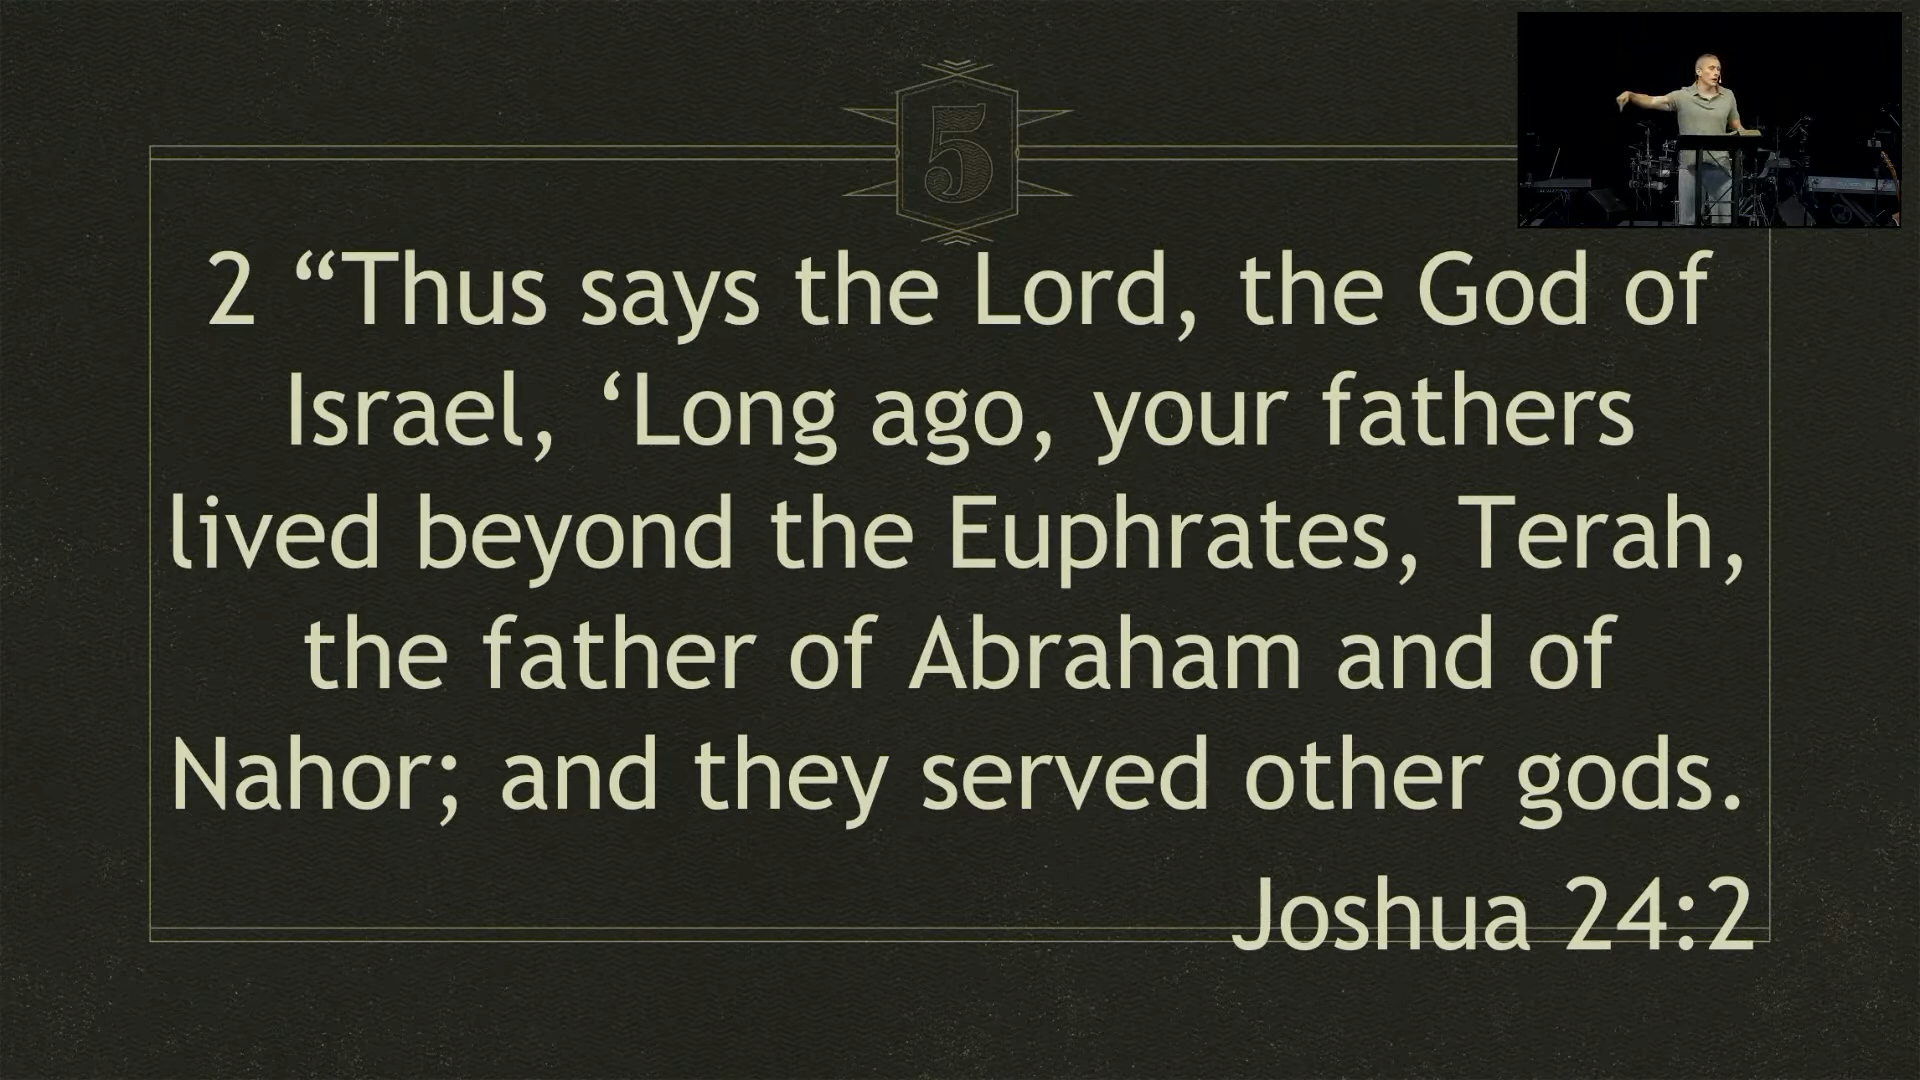 5
2 “Thus says the Lord, the God of
Israel, ‘Long ago, your fathers
lived beyond the Euphrates, Terah,
the father of Abraham and of
Nahor; and they served other gods.
Joshua 24:2